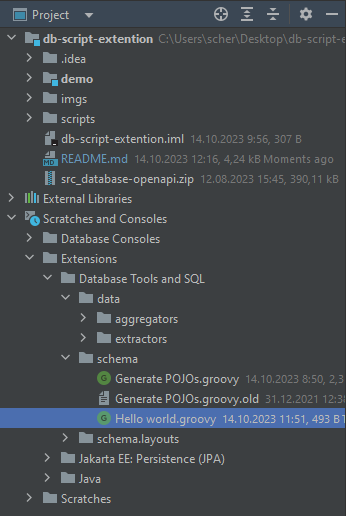 Project
db-script-extention C:\Users\scher\Desktop\db-script-e
.idea
demo
imgs
scripts
db-script-extention.iml 14.10.2023 9:56, 307 B
README.md 14.10.2023 12:16, 4,24 kB Moments ago
src_database-openapi.zip 12.08.2023 15:45, 390,11 kB
External Libraries
Scratches and Consoles
Database Consoles
Extensions
Database Tools and SQL
data
aggregators
extractors
schema
Generate POJOs.groovy 14.10.2023 8:50, 2,3
Generate POJOs.groovy.old 31.12.2021 12:38
Hello world.groovy 14.10.2023 11:51, 493 B 1
schema.layouts
Jakarta EE: Persistence (JPA)
Java
Scratches